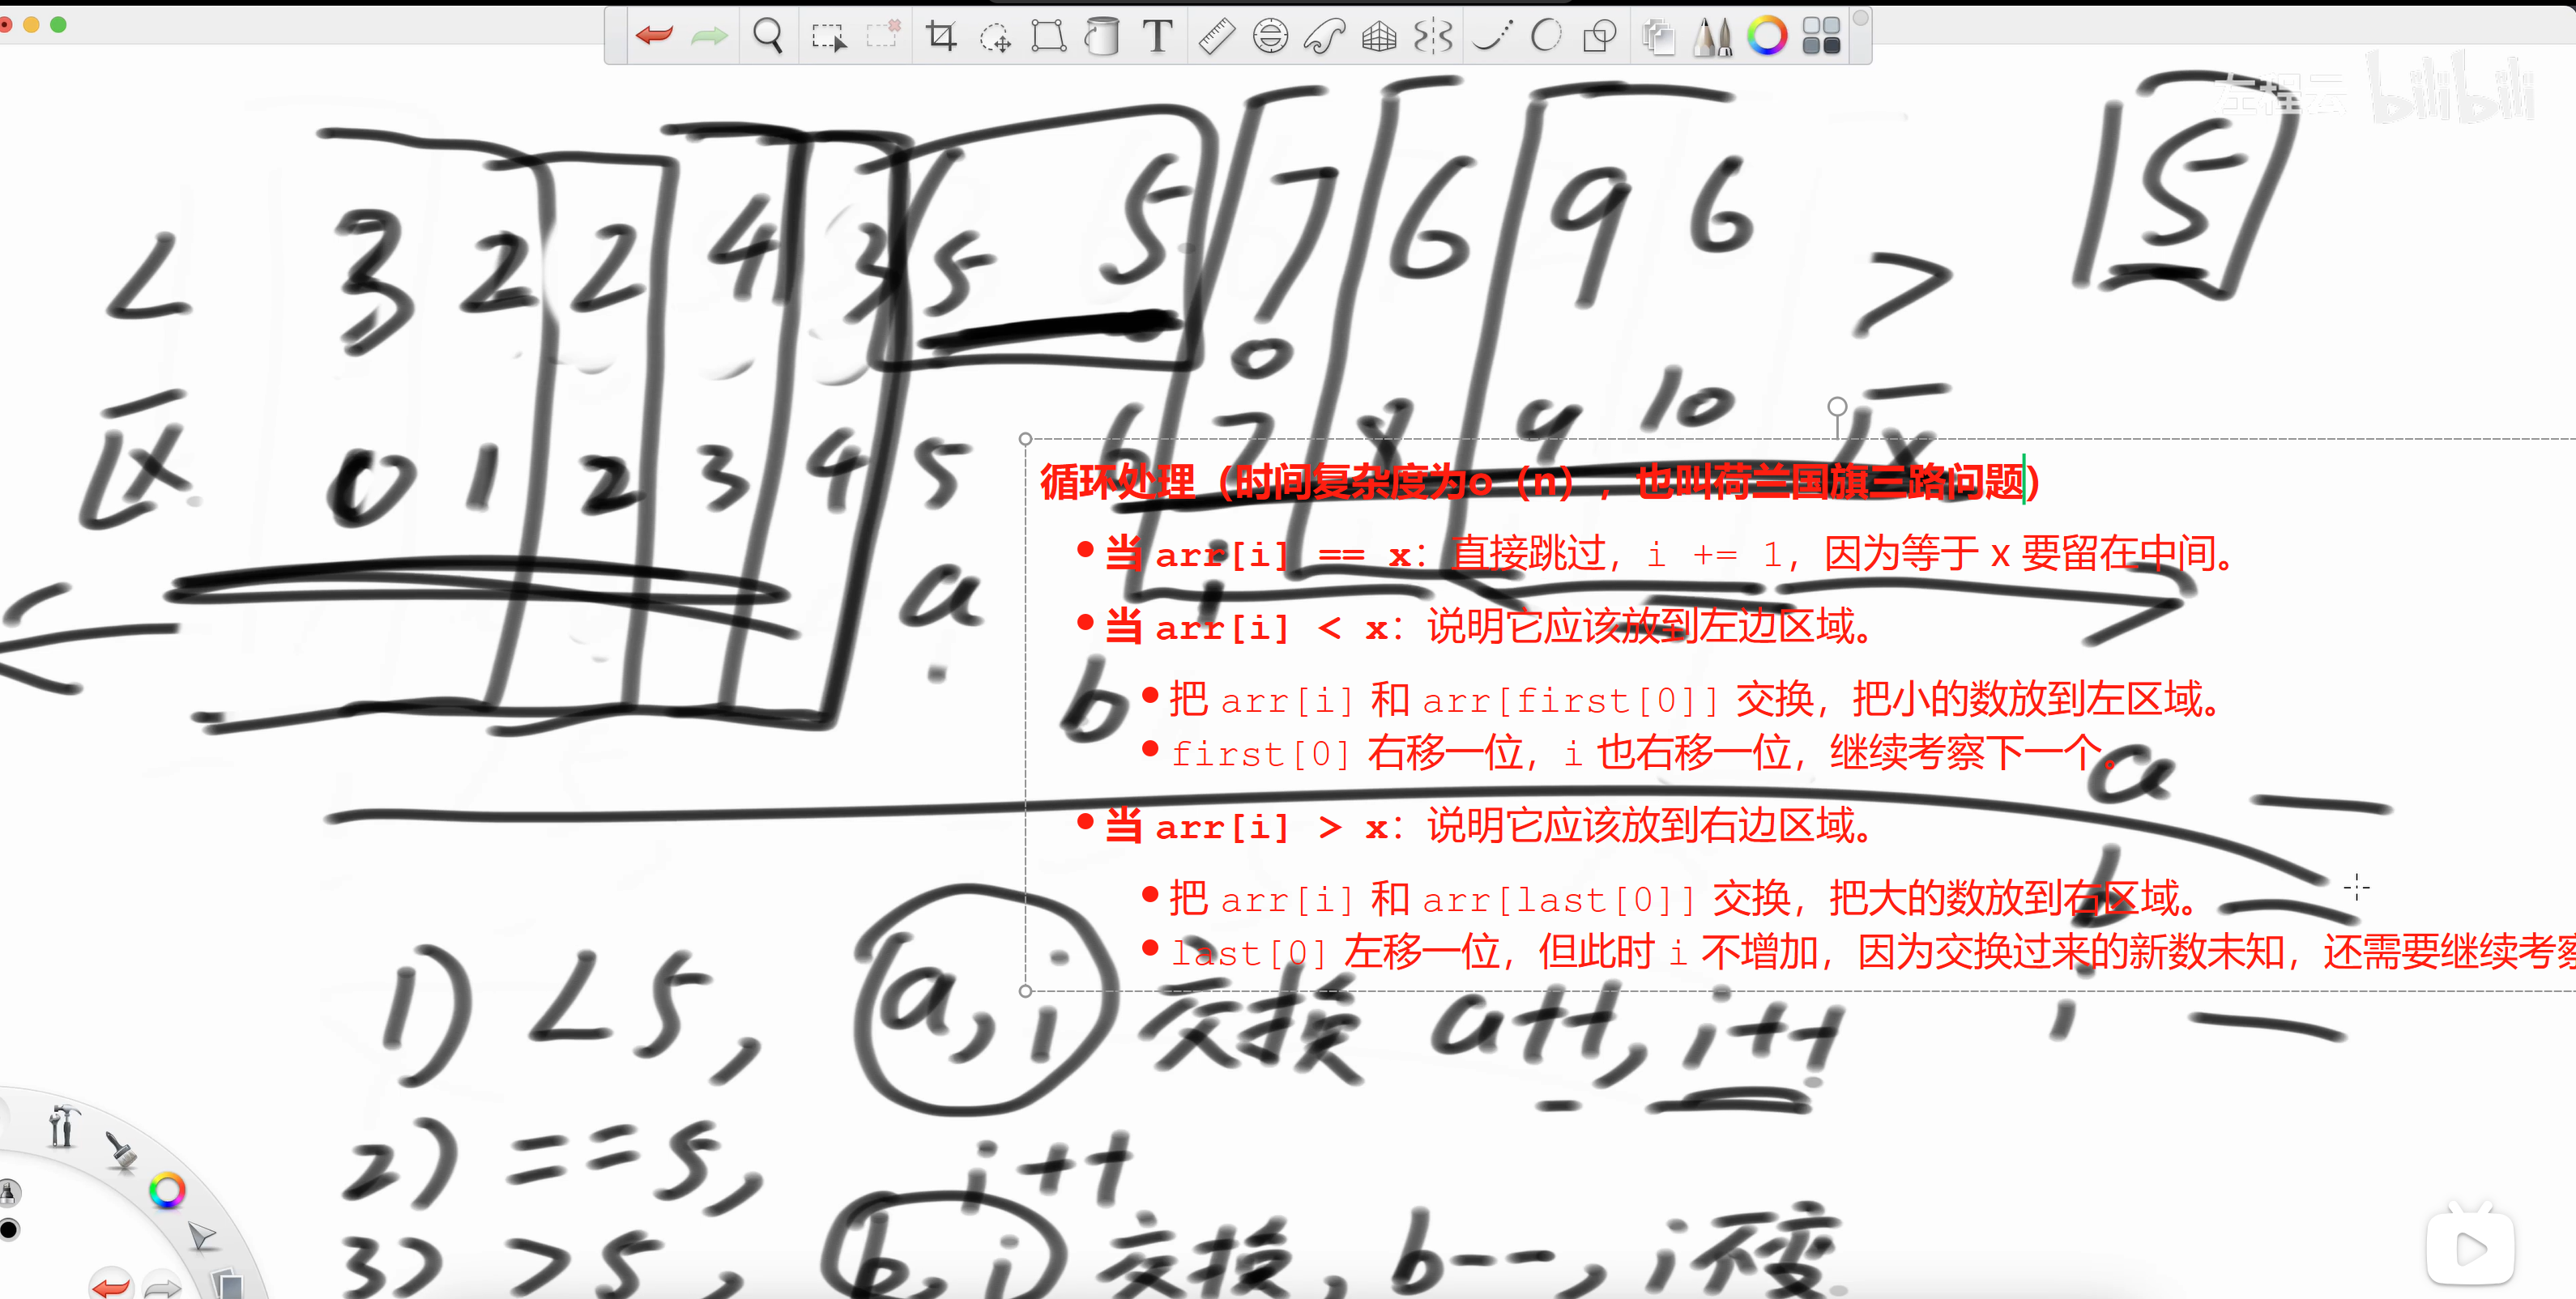 左程云 bilibili
< 3 2 2 4 3 5 5 7 6 9 6 > 5
区 0 1 2 3 4 5 6 7 8 9 10 区
循环处理（时间复杂度为o（n），也叫荷兰国旗三路问题）
• 当 arr[i] == x：直接跳过，i += 1，因为等于 x 要留在中间。
a i
• 当 arr[i] < x：说明它应该放到左边区域。
b
• 把 arr[i] 和 arr[first[0]] 交换，把小的数放到左区域。
• first[0] 右移一位，i 也右移一位，继续考察下一个。
a —
• 当 arr[i] > x：说明它应该放到右边区域。
b —
• 把 arr[i] 和 arr[last[0]] 交换，把大的数放到右区域。
• last[0] 左移一位，但此时 i 不增加，因为交换过来的新数未知，还需要继续考察
i —
1) <5, a, i 交换 a++, i++
2) ==5, i++
3) >5, b, i 交换, b--, i不变